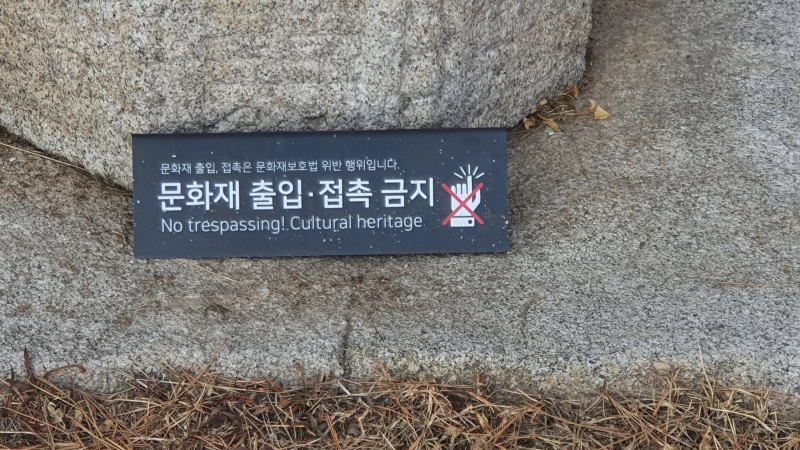 문화재 출입, 접촉은 문화재보호법 위반 행위입니다.
문화재 출입·접촉 금지
No trespassing! Cultural heritage